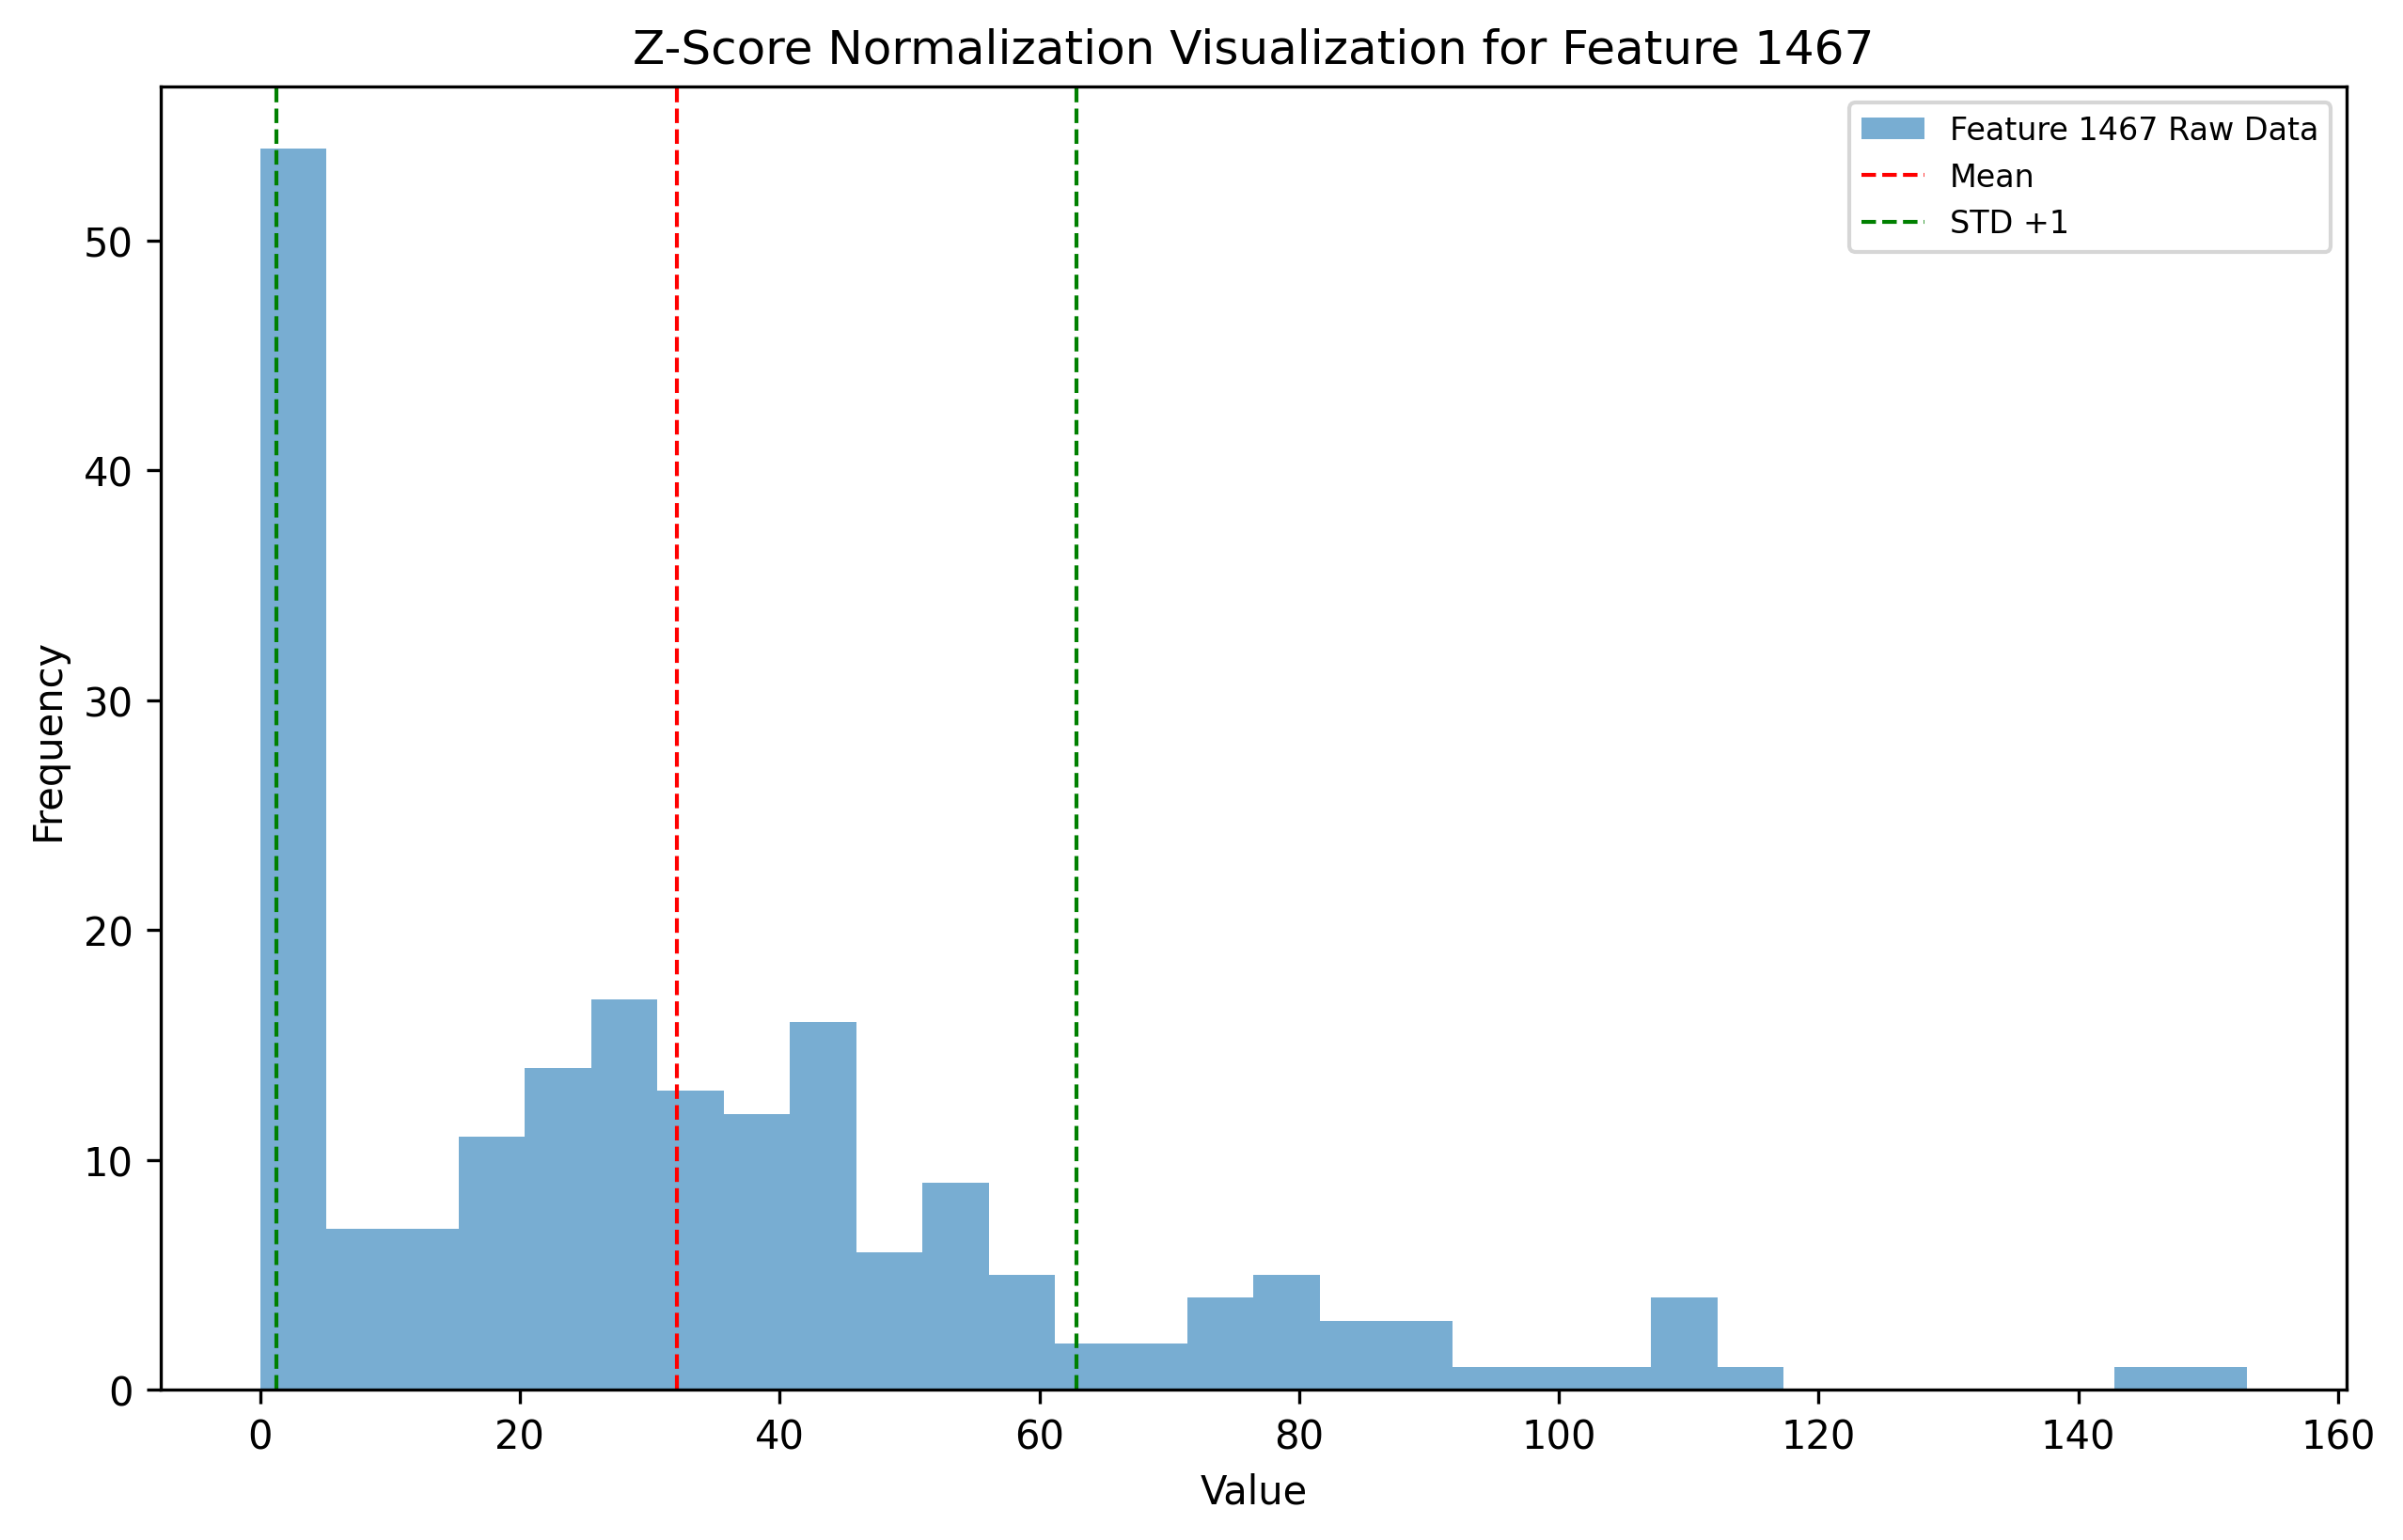 Z-Score Normalization Visualization for Feature 1467
Feature 1467 Raw Data
Mean
STD +1
Frequency
50
40
30
20
10
0
0 20 40 60 80 100 120 140 160
Value